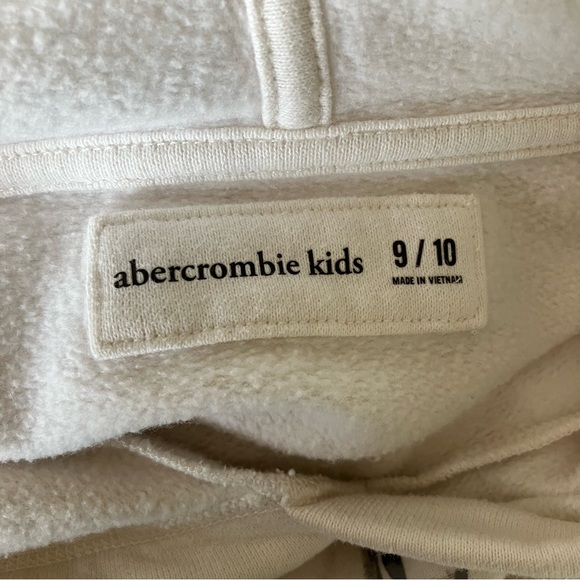 abercrombie kids 9 / 10
MADE IN VIETNAM